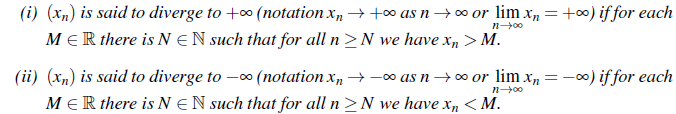 (i) (xₙ) is said to diverge to +∞ (notation xₙ → +∞ as n → ∞ or lim_{n→∞} xₙ = +∞) if for each
M ∈ ℝ there is N ∈ ℕ such that for all n ≥ N we have xₙ > M.
(ii) (xₙ) is said to diverge to −∞ (notation xₙ → −∞ as n → ∞ or lim_{n→∞} xₙ = −∞) if for each
M ∈ ℝ there is N ∈ ℕ such that for all n ≥ N we have xₙ < M.